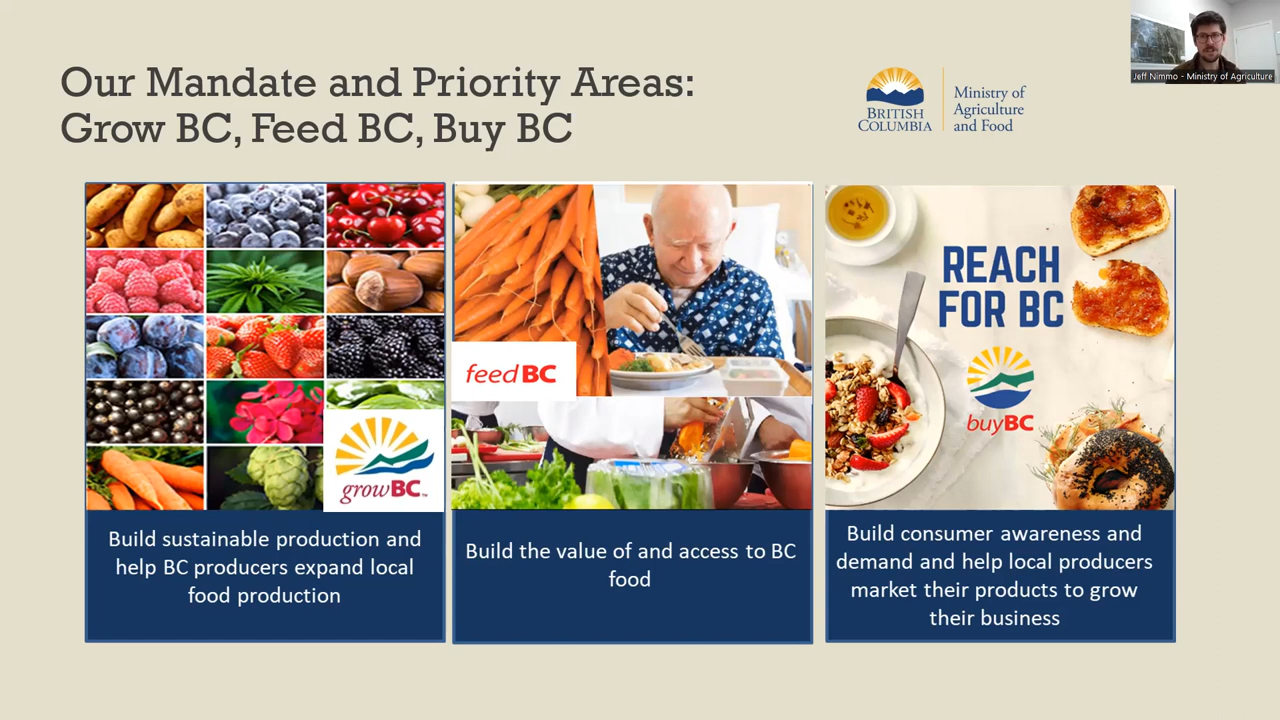 Our Mandate and Priority Areas:
Grow BC, Feed BC, Buy BC
BRITISH
COLUMBIA
Ministry of
Agriculture
and Food
Jeff Nimmo - Ministry of Agriculture
growBC™
Build sustainable production and
help BC producers expand local
food production
feedBC
Build the value of and access to BC
food
REACH
FOR BC
buyBC
Build consumer awareness and
demand and help local producers
market their products to grow
their business